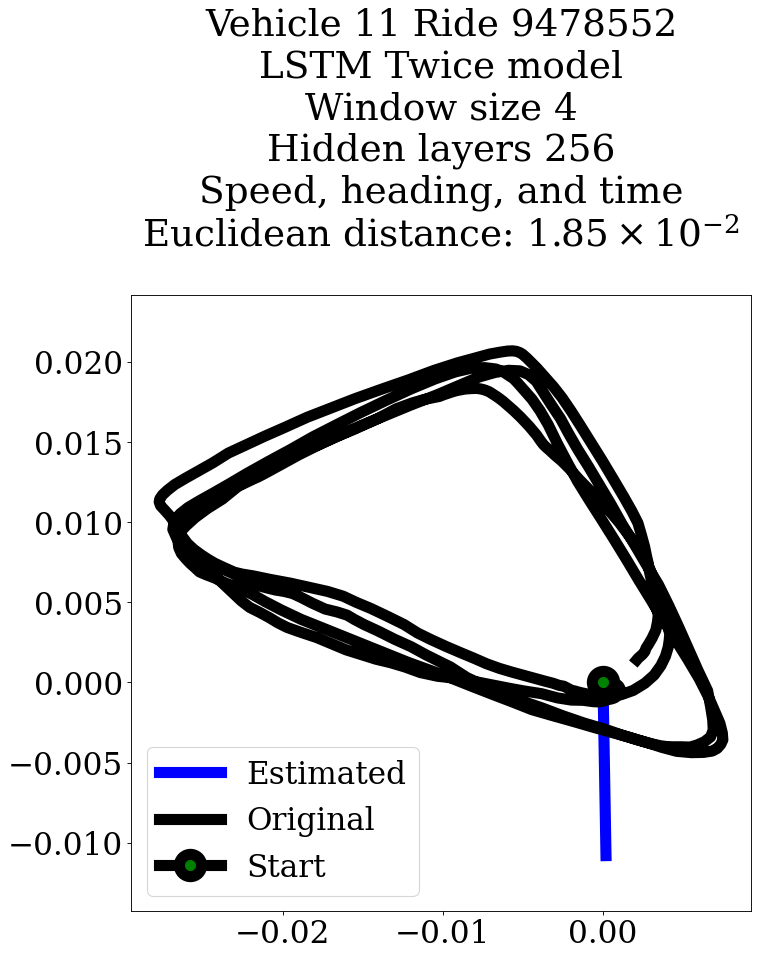 Vehicle 11 Ride 9478552
LSTM Twice model
Window size 4
Hidden layers 256
Speed, heading, and time
Euclidean distance: 1.85 × 10⁻²
0.020
0.015
0.010
0.005
0.000
−0.005
−0.010
Estimated
Original
Start
−0.02 −0.01 0.00